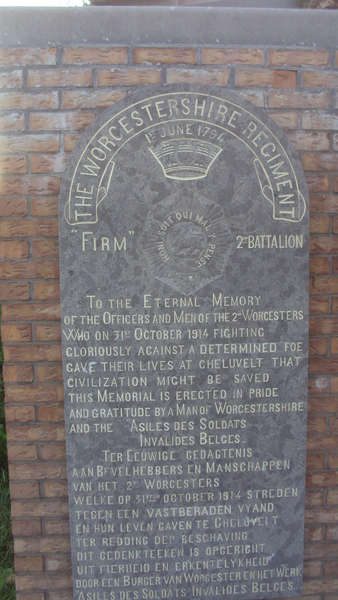 THE WORCESTERSHIRE REGIMENT
1ST JUNE 1794
HONI SOIT QUI MAL Y PENSE
"FIRM" 2ND BATTALION
TO THE ETERNAL MEMORY
OF THE OFFICERS AND MEN OF THE 2ND WORCESTERS
WHO ON 31ST OCTOBER 1914 FIGHTING
GLORIOUSLY AGAINST A DETERMINED FOE
GAVE THEIR LIVES AT CHELUVELT THAT
CIVILIZATION MIGHT BE SAVED
THIS MEMORIAL IS ERECTED IN PRIDE
AND GRATITUDE BY A MAN OF WORCESTERSHIRE
AND THE "ASILES DES SOLDATS
INVALIDES BELGES.
TER EEUWIGE GEDACHTENIS
AAN BEVELHEBBERS EN MANSCHAPPEN
VAN HET 2DE WORCESTERS
WELKE OP 31STEN OCTOBER 1914 STREDEN
TEGEN EEN VASTBERADEN VYAND
EN HUN LEVEN GAVEN TE CHELUVELT
TER REDDING DER BESCHAVING
DIT GEDENKTEEKEN IS OPGERICHT
UIT FIERHEID EN ERKENTELYKHEID
DOOR EEN BURGER VAN WORCESTER EN HET WERK
"ASILES DES SOLDATS INVALIDES BELGES.